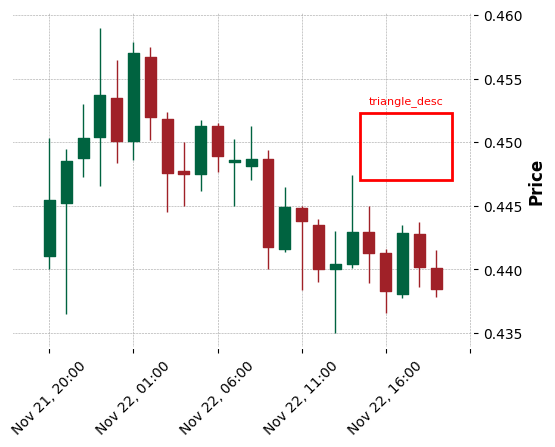 0.460
0.455
triangle_desc
0.450
0.445
0.440
0.435
Price
Nov 21, 20:00
Nov 22, 01:00
Nov 22, 06:00
Nov 22, 11:00
Nov 22, 16:00